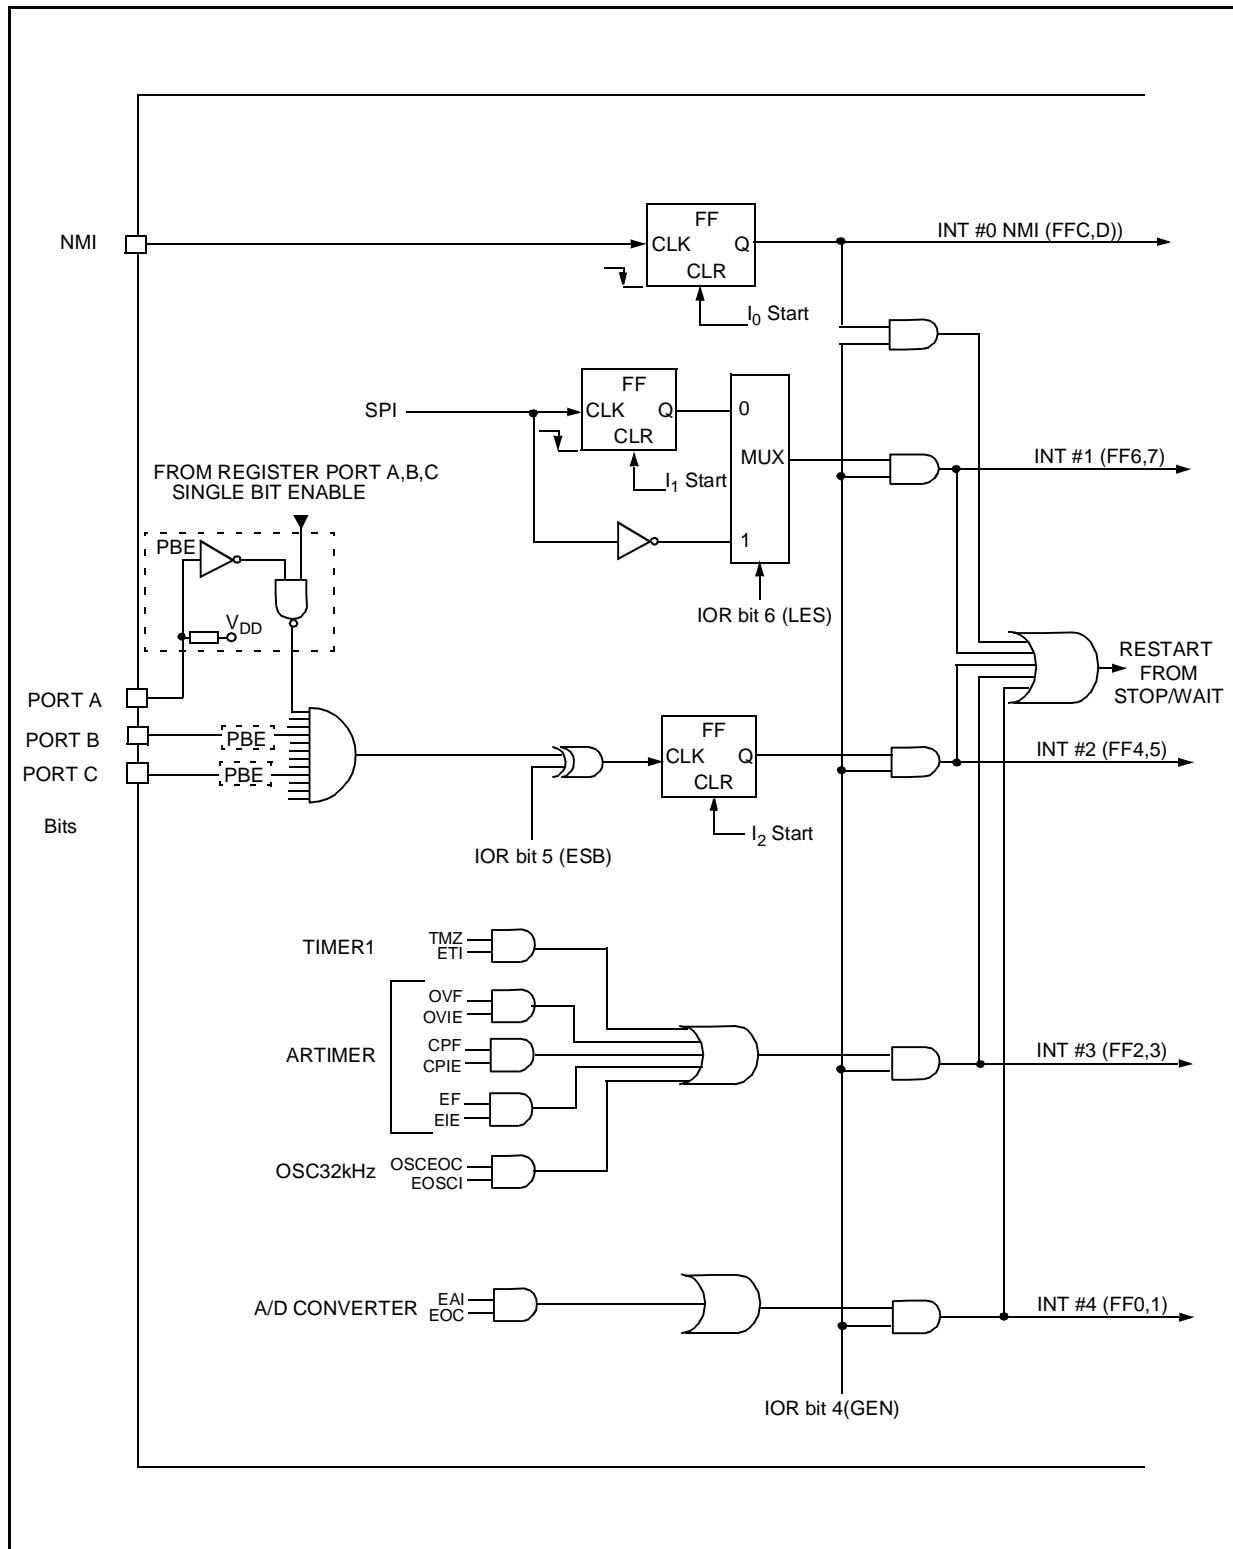 FF
NMI
CLK
Q
INT #0 NMI (FFC,D))
CLR
I0 Start
FF
SPI
CLK
Q
0
CLR
MUX
INT #1 (FF6,7)
I1 Start
FROM REGISTER PORT A,B,C
SINGLE BIT ENABLE
PBE
1
VDD
IOR bit 6 (LES)
RESTART
FROM
STOP/WAIT
PORT A
PORT B
PBE
FF
CLK
Q
INT #2 (FF4,5)
PORT C
PBE
CLR
Bits
I2 Start
IOR bit 5 (ESB)
TIMER1
TMZ
ETI
OVF
OVIE
ARTIMER
CPF
CPIE
INT #3 (FF2,3)
EF
EIE
OSC32kHz
OSCEOC
EOSCI
A/D CONVERTER
EAI
EOC
INT #4 (FF0,1)
IOR bit 4(GEN)